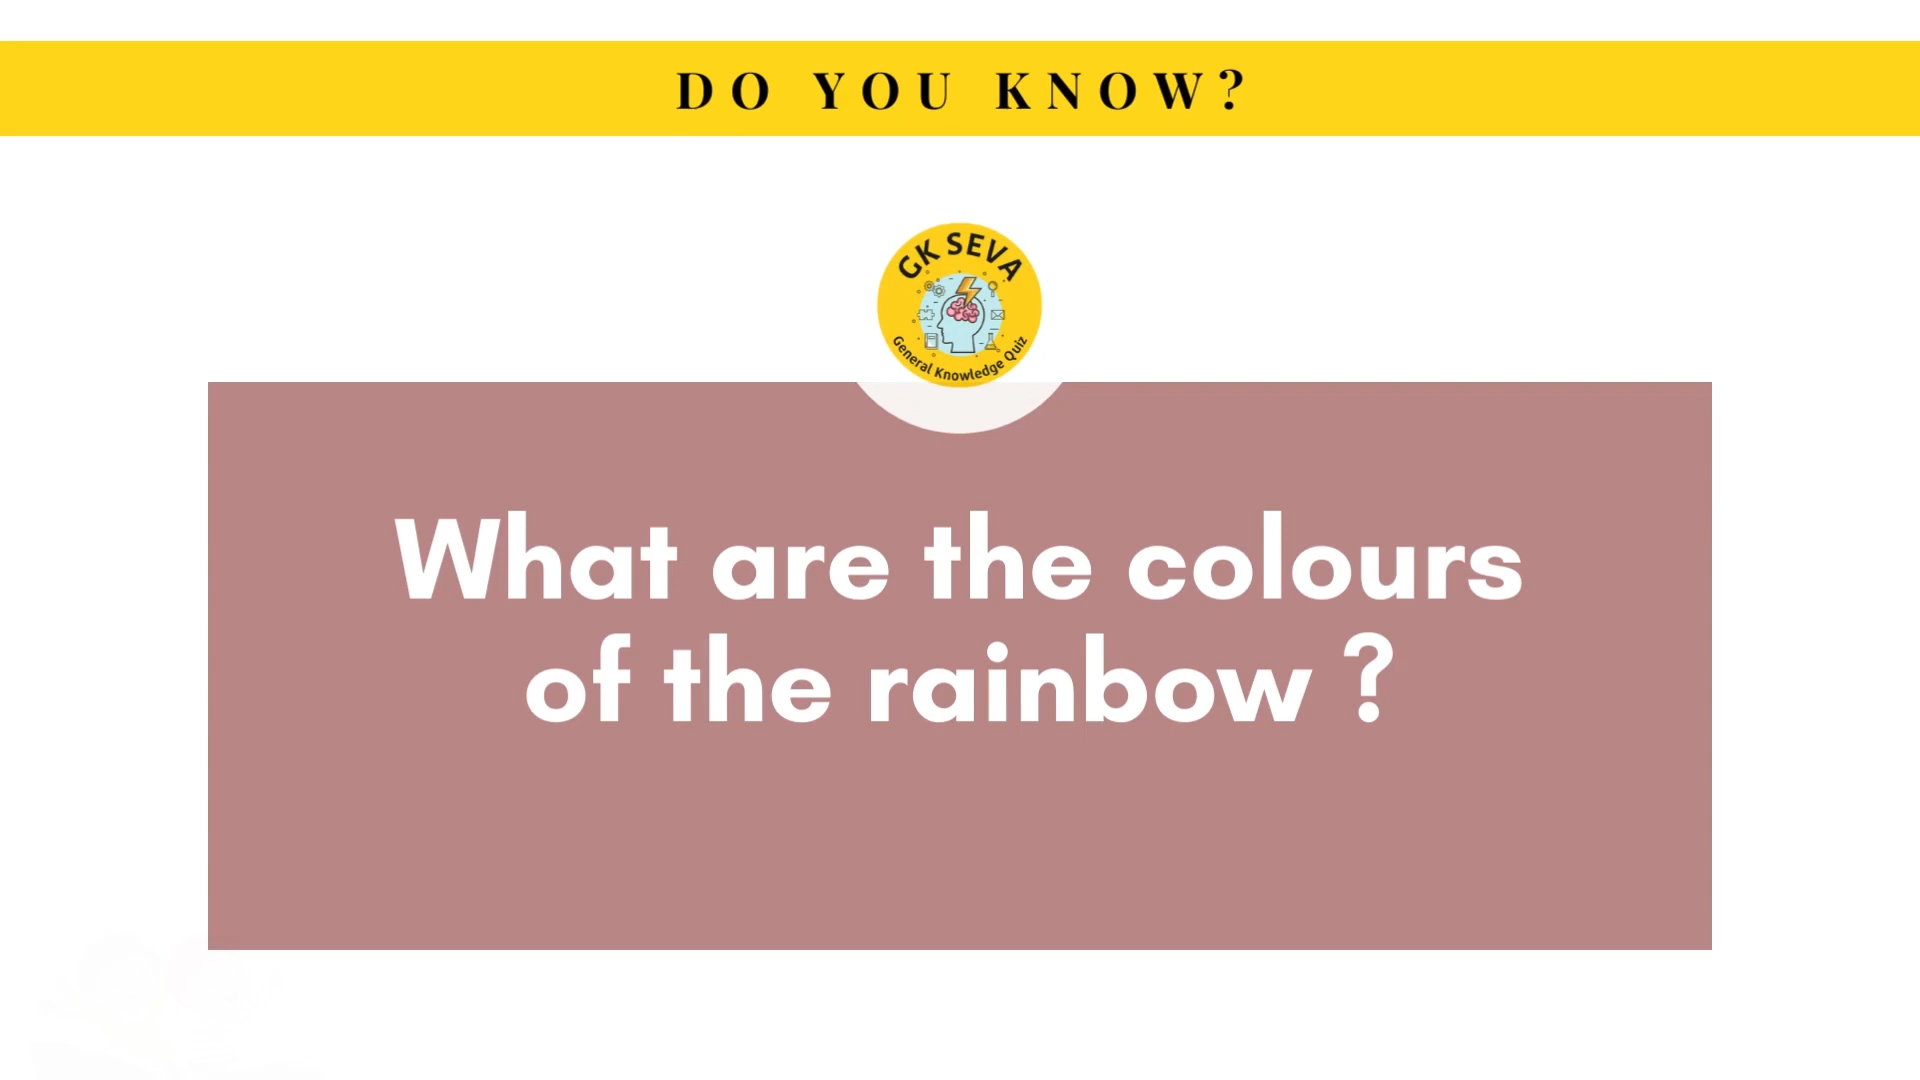 DO YOU KNOW?
GK SEVA
General Knowledge Quiz
What are the colours
of the rainbow ?